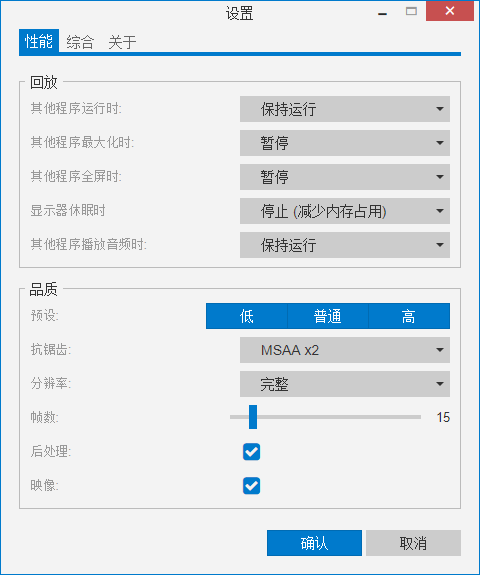 设置
性能 综合 关于
回放
其他程序运行时: 保持运行
其他程序最大化时: 暂停
其他程序全屏时: 暂停
显示器休眠时 停止 (减少内存占用)
其他程序播放音频时: 保持运行
品质
预设: 低 普通 高
抗锯齿: MSAA x2
分辨率: 完整
帧数: 15
后处理:
映像:
确认 取消